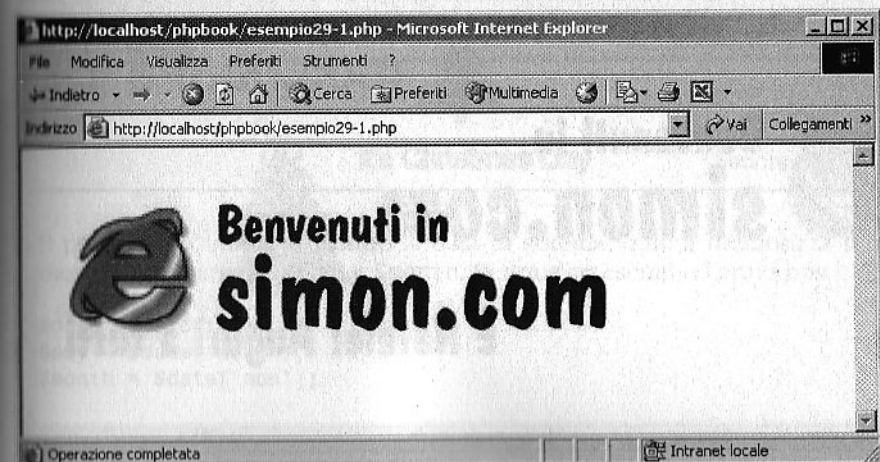 http://localhost/phpbook/esempio29-1.php - Microsoft Internet Explorer
File Modifica Visualizza Preferiti Strumenti ?
Indietro Cerca Preferiti Multimedia
Indirizzo http://localhost/phpbook/esempio29-1.php Vai Collegamenti »
Benvenuti in
simon.com
Operazione completata Intranet locale